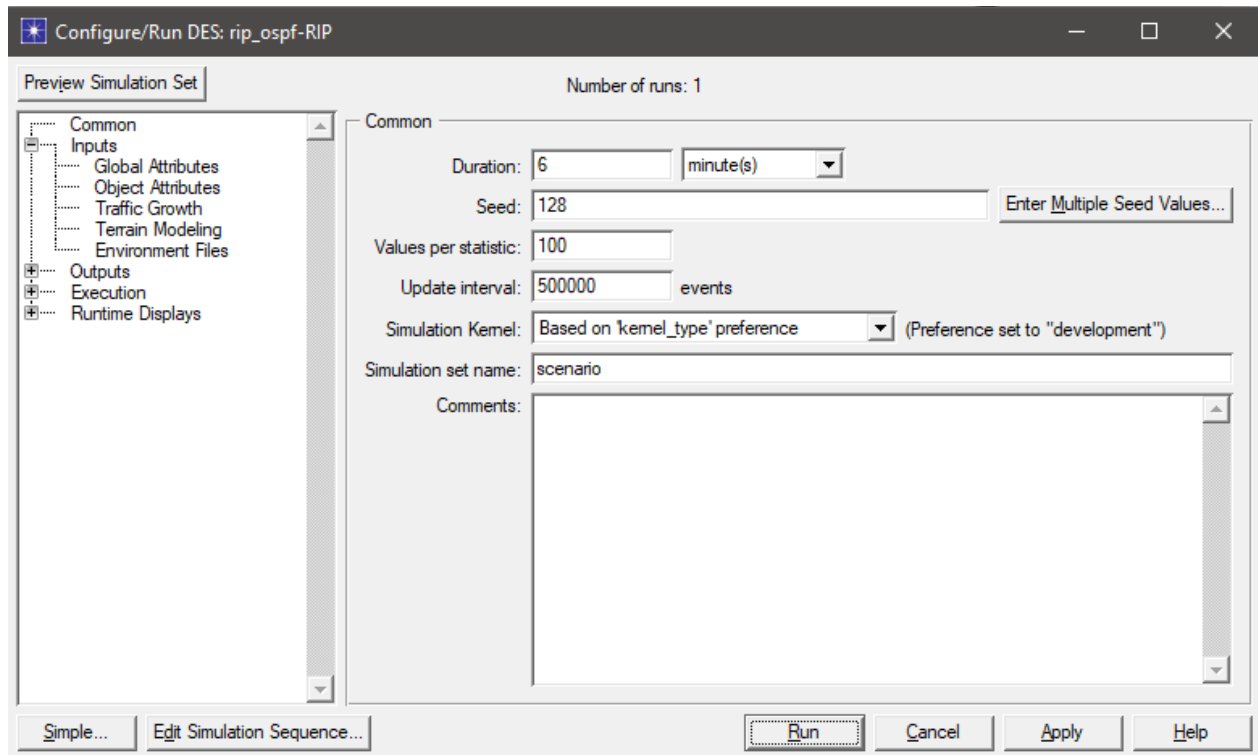 Configure/Run DES: rip_ospf-RIP
Preview Simulation Set
Number of runs: 1
Common
Inputs
Global Attributes
Object Attributes
Traffic Growth
Terrain Modeling
Environment Files
Outputs
Execution
Runtime Displays
Common
Duration: 6 minute(s)
Seed: 128 Enter Multiple Seed Values...
Values per statistic: 100
Update interval: 500000 events
Simulation Kernel: Based on 'kernel_type' preference (Preference set to "development")
Simulation set name: scenario
Comments:
Simple... Edit Simulation Sequence... Run Cancel Apply Help